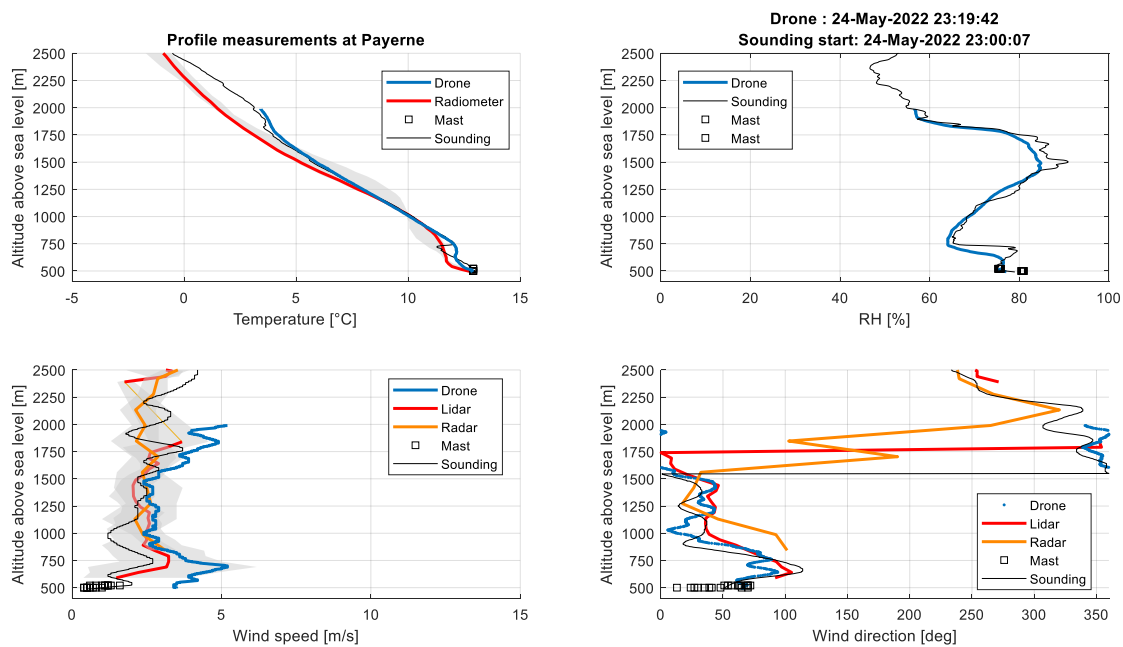 Profile measurements at Payerne
Altitude above sea level [m]
2500
2250
2000
1750
1500
1250
1000
750
500
-5
0
5
10
15
Temperature [°C]
Drone
Radiometer
Mast
Sounding
Drone : 24-May-2022 23:19:42
Sounding start: 24-May-2022 23:00:07
Altitude above sea level [m]
2500
2250
2000
1750
1500
1250
1000
750
500
0
20
40
60
80
100
RH [%]
Drone
Sounding
Mast
Mast
Altitude above sea level [m]
2500
2250
2000
1750
1500
1250
1000
750
500
0
5
10
15
Wind speed [m/s]
Drone
Lidar
Radar
Mast
Sounding
Altitude above sea level [m]
2500
2250
2000
1750
1500
1250
1000
750
500
0
50
100
150
200
250
300
350
Wind direction [deg]
Drone
Lidar
Radar
Mast
Sounding